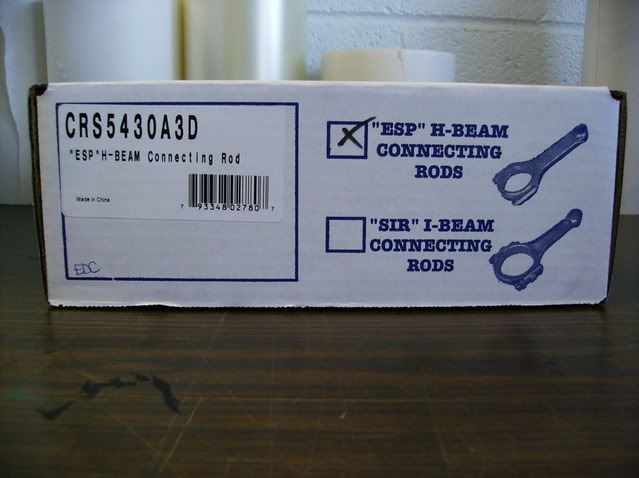 CRS5430A3D
"ESP"H-BEAM Connecting Rod
Made in China
7 93348 02780 7
EDC
X "ESP" H-BEAM
CONNECTING
RODS
"SIR" I-BEAM
CONNECTING
RODS